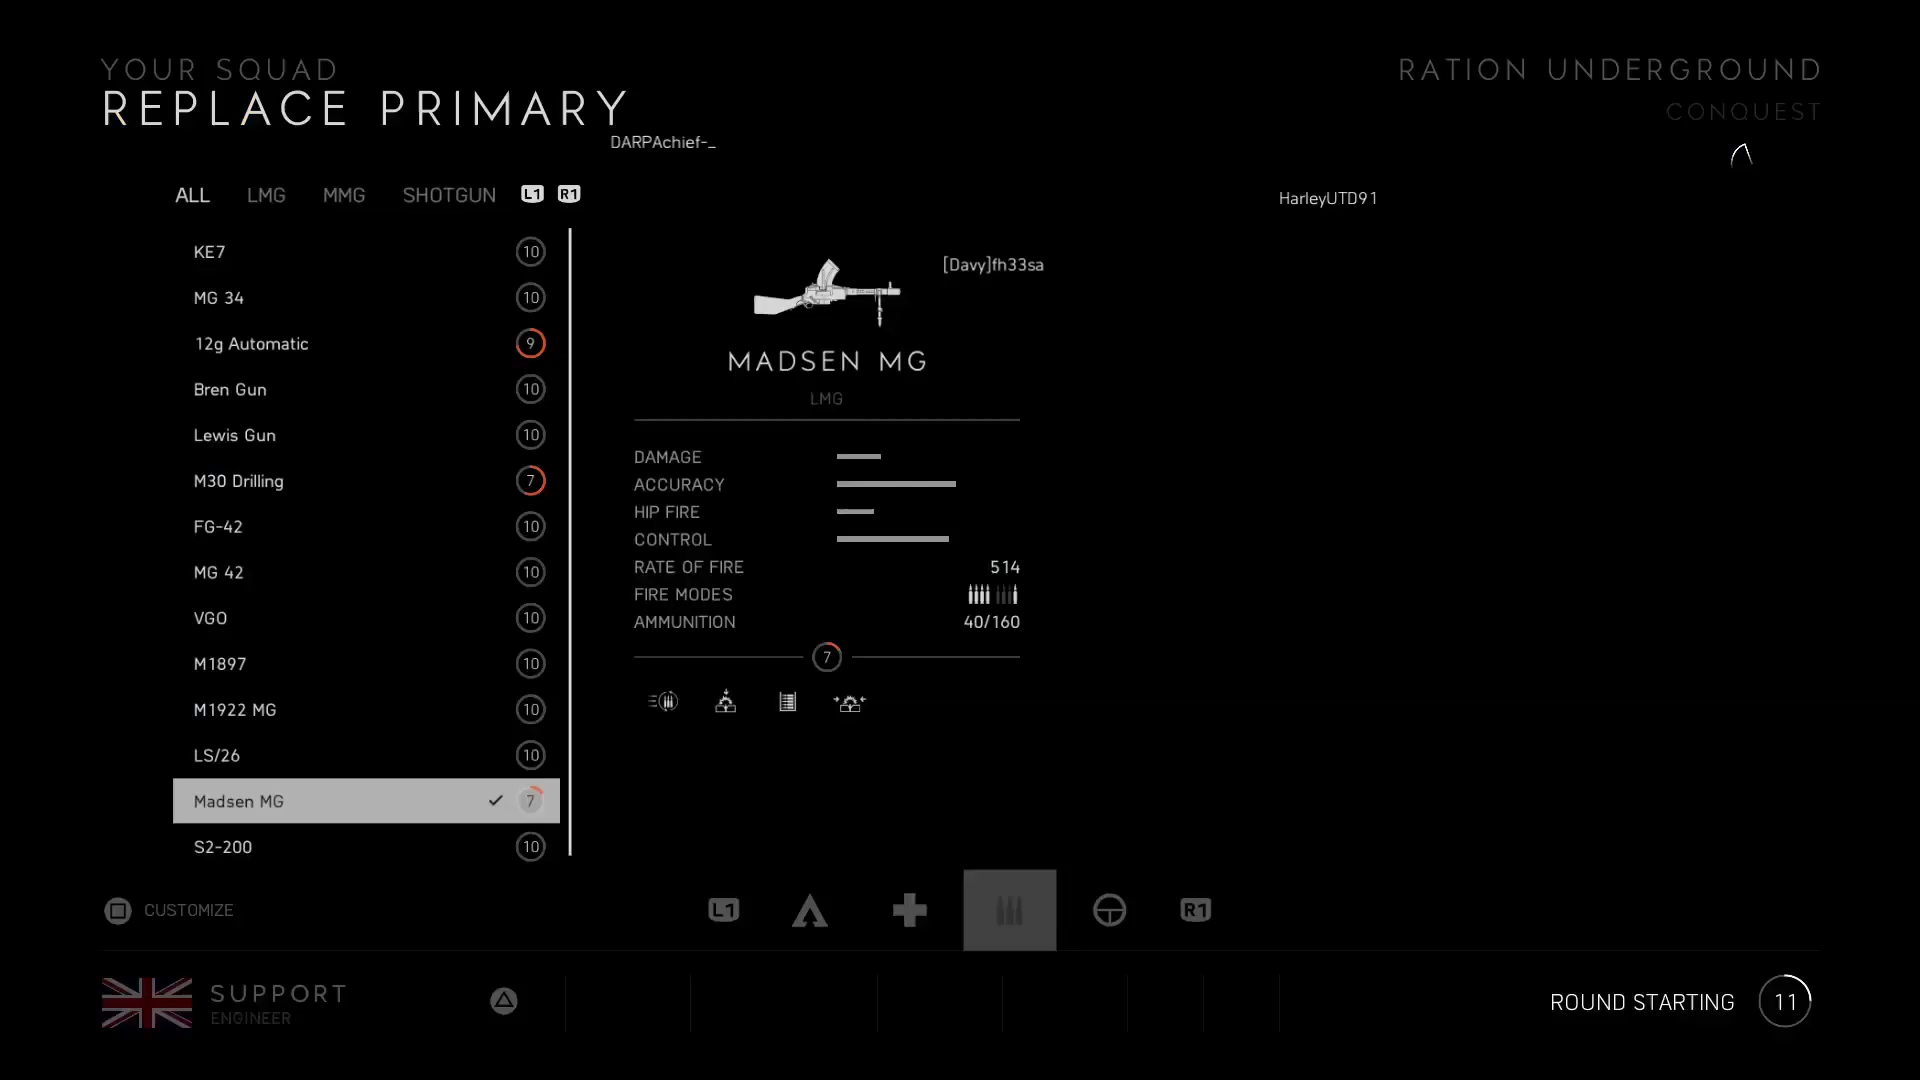 YOUR SQUAD
REPLACE PRIMARY
RATION UNDERGROUND
CONQUEST
DARPAchief-_
HarleyUTD91
[Davy]fh33sa
ALL LMG MMG SHOTGUN L1 R1
KE7 10
MG 34 10
12g Automatic 9
Bren Gun 10
Lewis Gun 10
M30 Drilling 7
FG-42 10
MG 42 10
VGO 10
M1897 10
M1922 MG 10
LS/26 10
Madsen MG 7
S2-200 10
MADSEN MG
LMG
DAMAGE
ACCURACY
HIP FIRE
CONTROL
RATE OF FIRE 514
FIRE MODES
AMMUNITION 40/160
7
CUSTOMIZE
L1 R1
SUPPORT
ENGINEER
ROUND STARTING 11